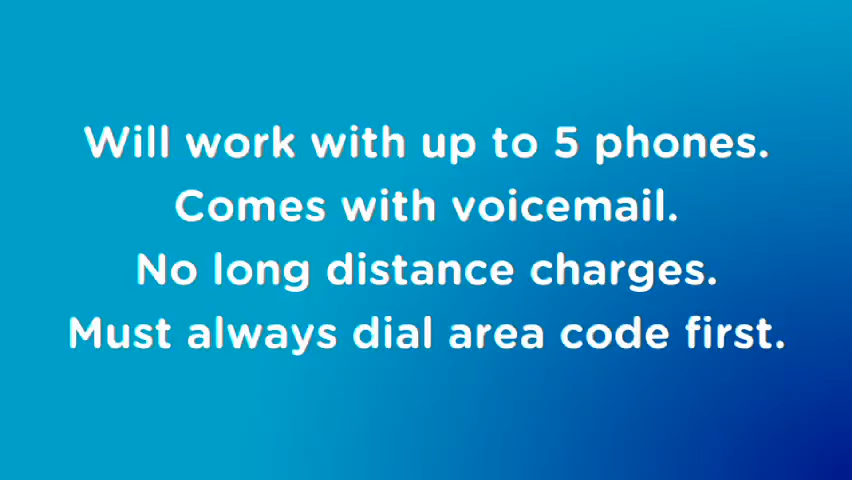 Will work with up to 5 phones.
Comes with voicemail.
No long distance charges.
Must always dial area code first.